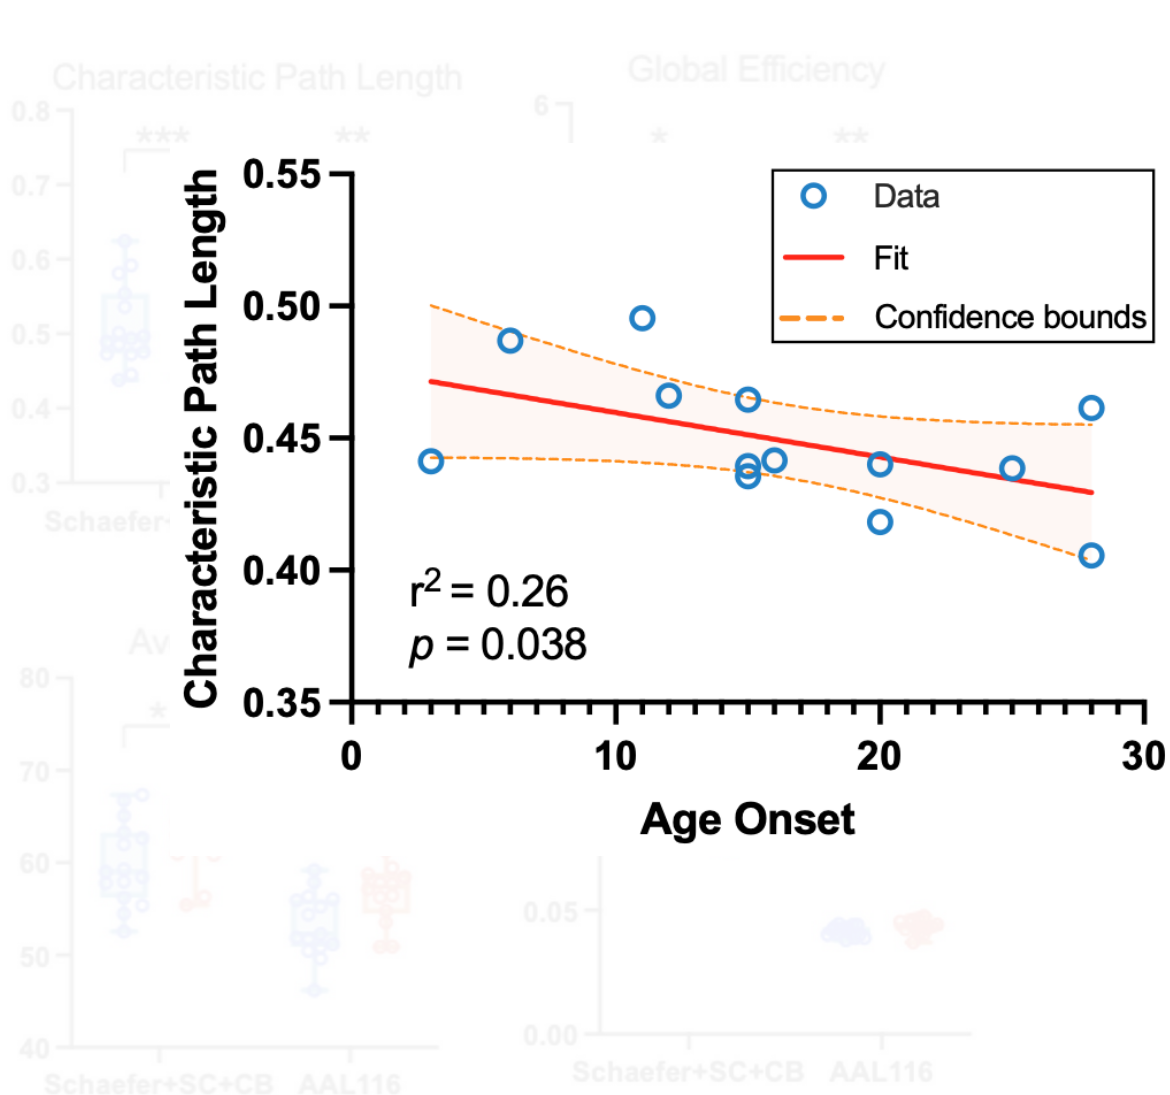 Characteristic Path Length
Global Efficiency
0.8
0.7
0.6
0.5
0.4
0.3
***
**
6
*
**
Schaefer+
0.55
0.50
0.45
0.40
0.35
Characteristic Path Length
Data
Fit
Confidence bounds
r2 = 0.26
p = 0.038
0
10
20
30
Age Onset
Av
80
70
60
50
40
*
Schaefer+SC+CB
AAL116
0.05
0.00
Schaefer+SC+CB
AAL116